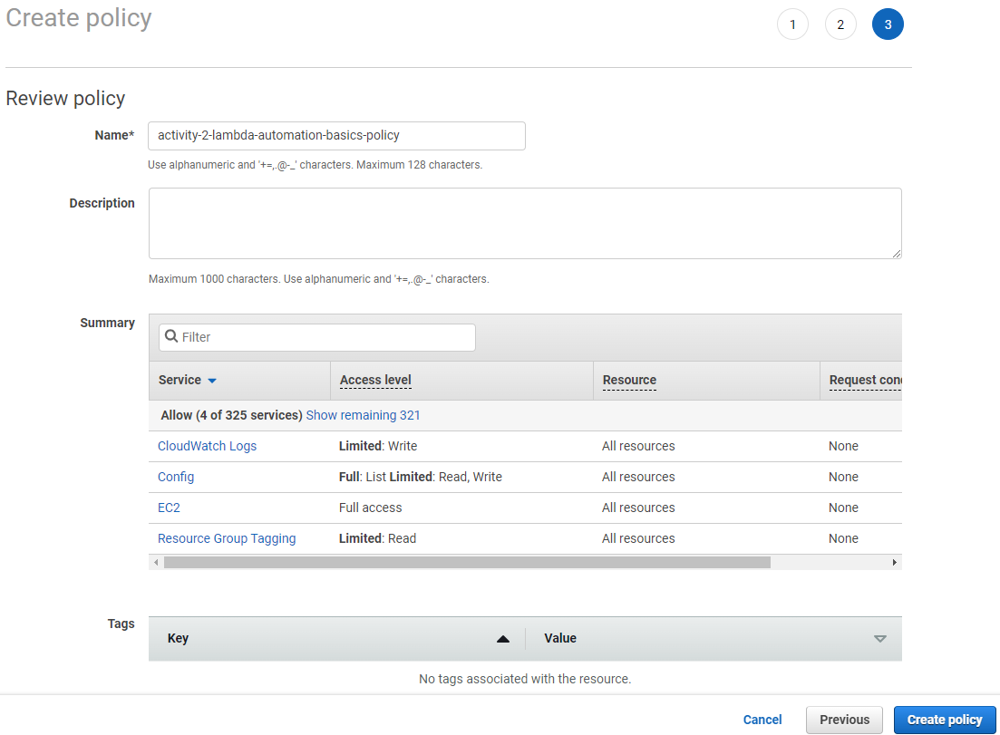 Create policy
1 2 3
Review policy
Name* activity-2-lambda-automation-basics-policy
Use alphanumeric and '+=,.@-_' characters. Maximum 128 characters.
Description
Maximum 1000 characters. Use alphanumeric and '+=,.@-_' characters.
Summary Filter
Service Access level Resource Request con
Allow (4 of 325 services) Show remaining 321
CloudWatch Logs Limited: Write All resources None
Config Full: List Limited: Read, Write All resources None
EC2 Full access All resources None
Resource Group Tagging Limited: Read All resources None
Tags Key Value
No tags associated with the resource.
Cancel Previous Create policy